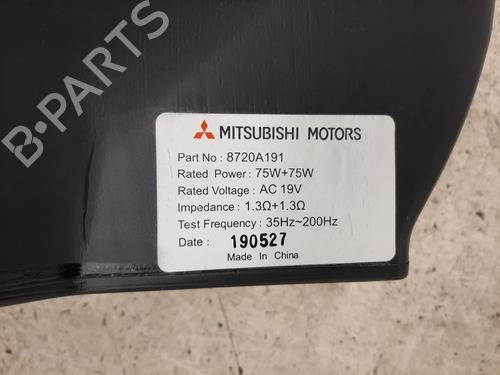 MITSUBISHI MOTORS
Part No : 8720A191
Rated Power : 75W+75W
Rated Voltage : AC 19V
Impedance : 1.3Ω+1.3Ω
Test Frequency : 35Hz~200Hz
Date : 190527
Made In China
B-PARTS